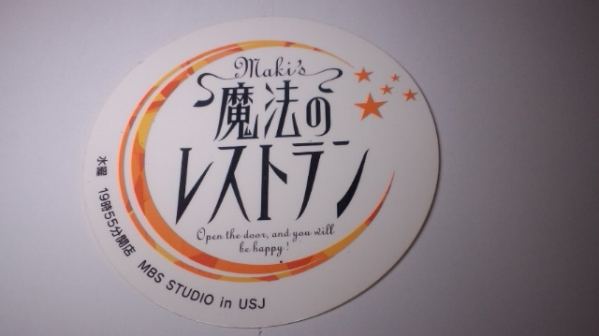 Maki's
魔法の
レストラン
Open the door, and you will
be happy!
水曜 19時55分開店 MBS STUDIO in USJ